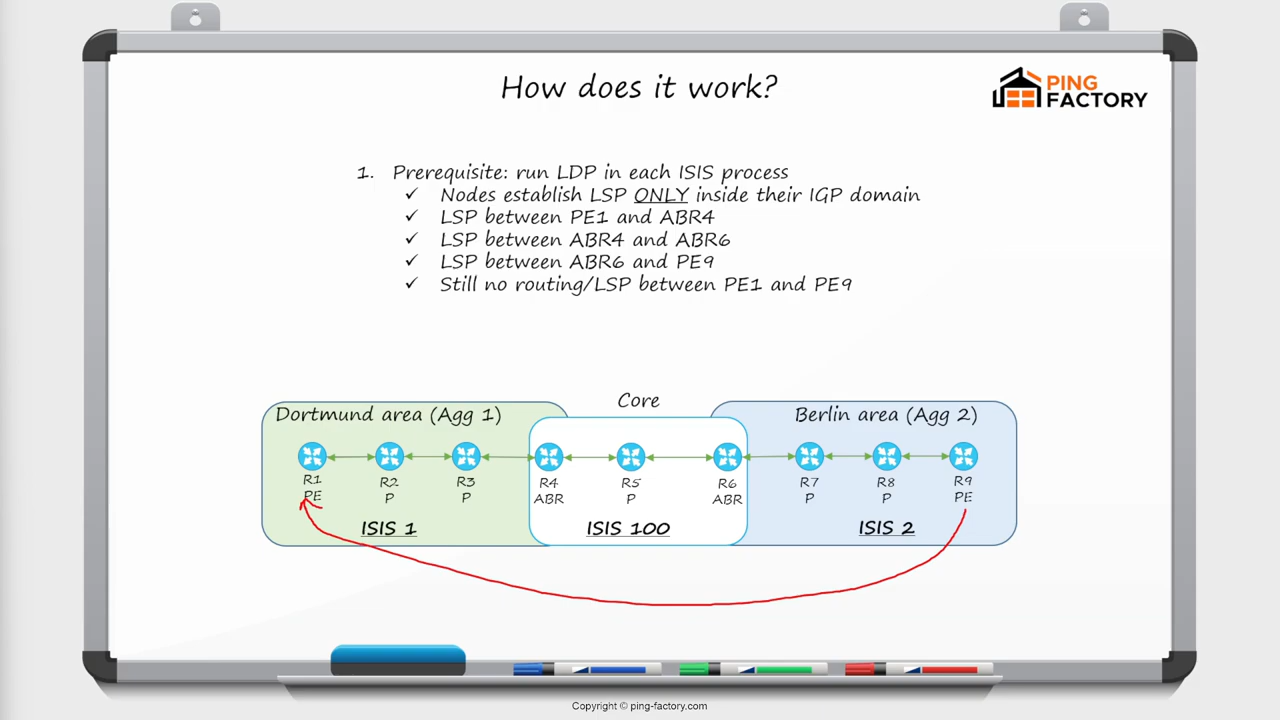 How does it work?
PING
FACTORY
1. Prerequisite: run LDP in each ISIS process
✓ Nodes establish LSP ONLY inside their IGP domain
✓ LSP between PE1 and ABR4
✓ LSP between ABR4 and ABR6
✓ LSP between ABR6 and PE9
✓ Still no routing/LSP between PE1 and PE9
Core
Dortmund area (Agg 1)
Berlin area (Agg 2)
R1 R2 R3 R4 R5 R6 R7 R8 R9
PE P P ABR P ABR P P PE
ISIS 1 ISIS 100 ISIS 2
Copyright © ping-factory.com